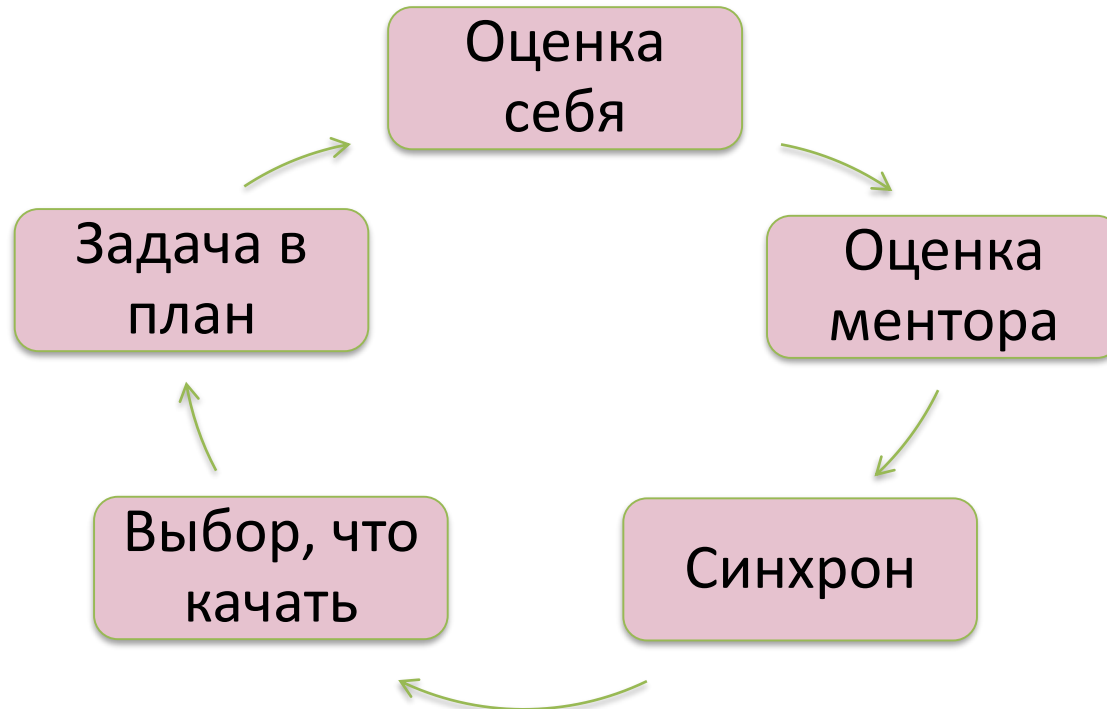 Оценка
себя
Оценка
ментора
Синхрон
Выбор, что
качать
Задача в
план